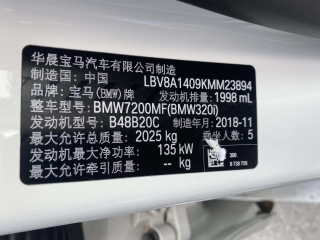 华晨宝马汽车有限公司制造
制造国：中国 LBV8A1409KMM23894
品牌：宝马(BMW)牌 发动机排量：1998 mL
整车型号：BMW7200MF(BMW320i)
发动机型号：B48B20C 制造年月：2018-11
最大允许总质量：2025 kg 乘坐人数：5
发动机最大净功率：135 kW
最大允许牵引质量：— kg
300
8 738 756